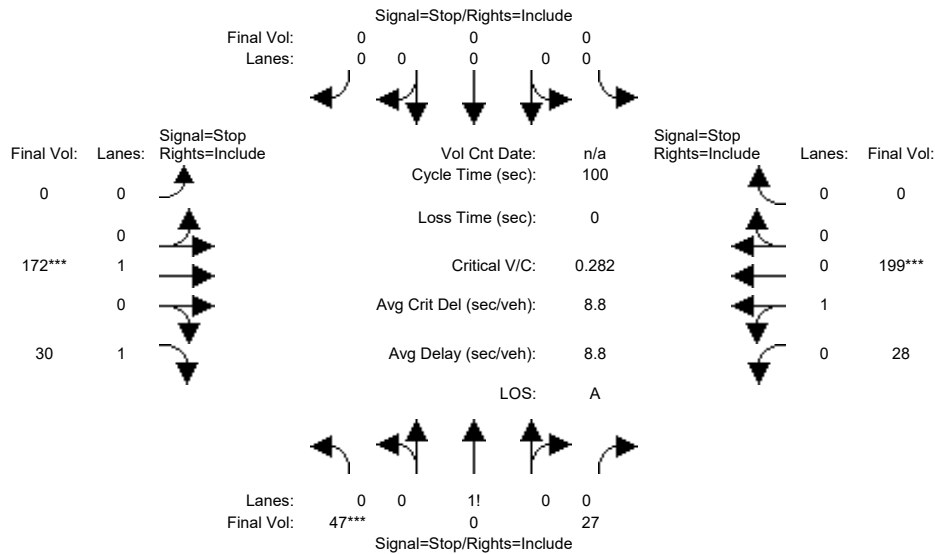 Signal=Stop/Rights=Include
Final Vol: 0 0 0
Lanes: 0 0 0 0 0
Signal=Stop Signal=Stop
Final Vol: Lanes: Rights=Include Vol Cnt Date: n/a Rights=Include Lanes: Final Vol:
Cycle Time (sec): 100
0 0 0 0
Loss Time (sec): 0
0 0
172*** 1 Critical V/C: 0.282 0 199***
0 Avg Crit Del (sec/veh): 8.8 1
30 1 Avg Delay (sec/veh): 8.8 0 28
LOS: A
Lanes: 0 0 1! 0 0
Final Vol: 47*** 0 27
Signal=Stop/Rights=Include